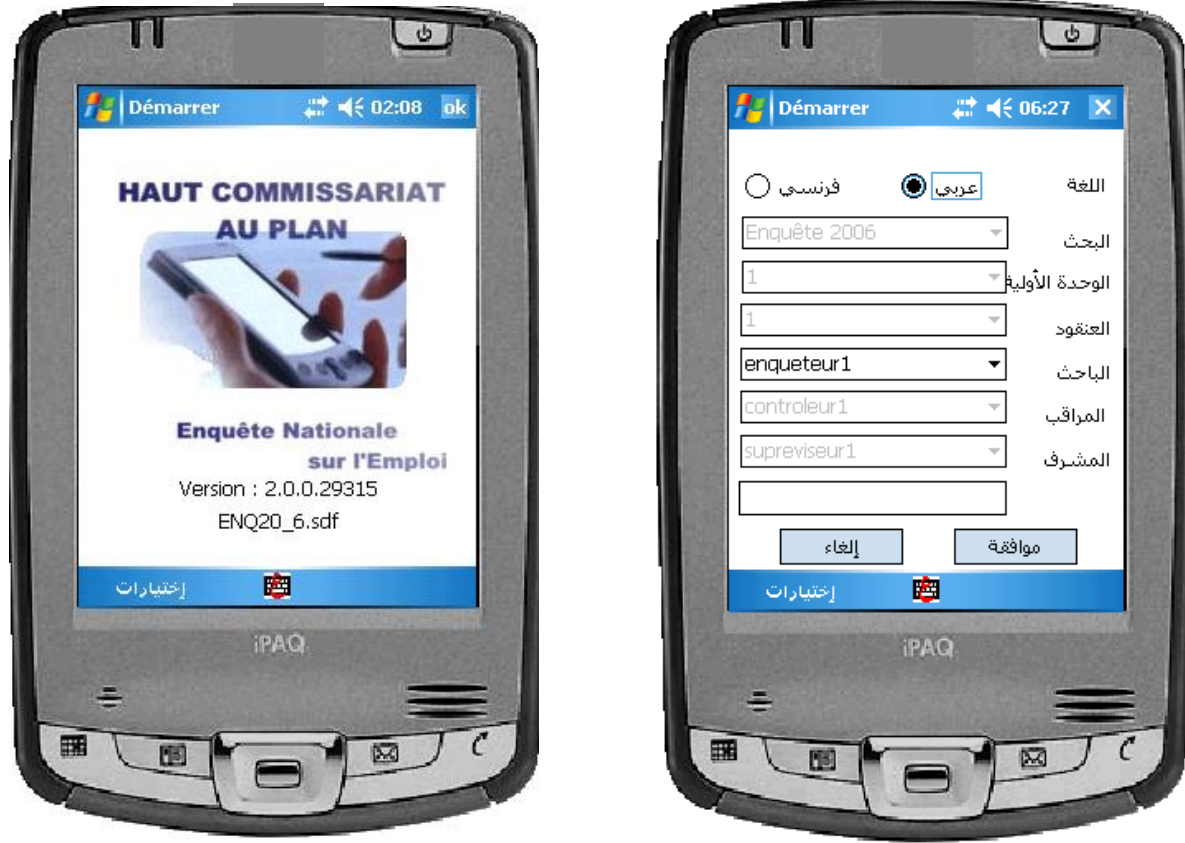 Démarrer 02:08 ok
HAUT COMMISSARIAT
AU PLAN
Enquête Nationale
sur l'Emploi
Version : 2.0.0.29315
ENQ20_6.sdf
إختيارات
iPAQ
Démarrer 06:27
اللغة عربي فرنسي
البحث Enquête 2006
الوحدة الأولية 1
العنقود 1
الباحث enqueteur1
المراقب controleur1
المشرف supreviseur1
موافقة إلغاء
إختيارات
iPAQ